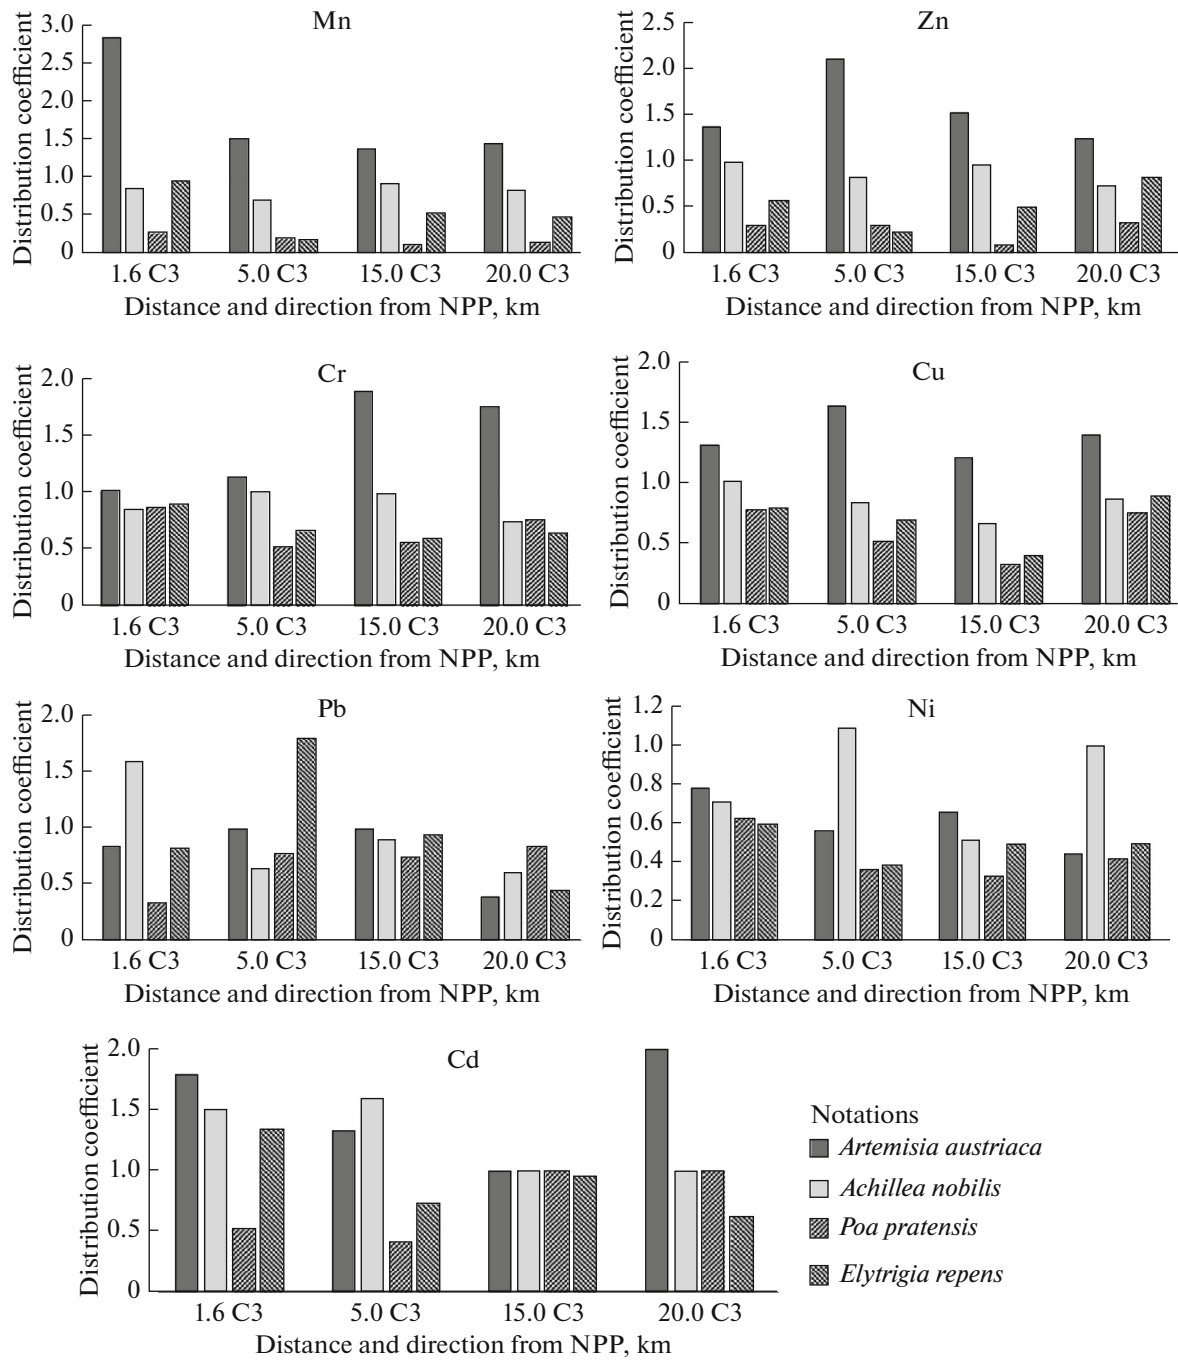 Mn
Distribution coefficient
3.0
2.5
2.0
1.5
1.0
0.5
0
1.6 C3 5.0 C3 15.0 C3 20.0 C3
Distance and direction from NPP, km
Zn
Distribution coefficient
2.5
2.0
1.5
1.0
0.5
0
1.6 C3 5.0 C3 15.0 C3 20.0 C3
Distance and direction from NPP, km
Cr
Distribution coefficient
2.0
1.5
1.0
0.5
0
1.6 C3 5.0 C3 15.0 C3 20.0 C3
Distance and direction from NPP, km
Cu
Distribution coefficient
2.0
1.5
1.0
0.5
0
1.6 C3 5.0 C3 15.0 C3 20.0 C3
Distance and direction from NPP, km
Pb
Distribution coefficient
2.0
1.5
1.0
0.5
0
1.6 C3 5.0 C3 15.0 C3 20.0 C3
Distance and direction from NPP, km
Ni
Distribution coefficient
1.2
1.0
0.8
0.6
0.4
0.2
0
1.6 C3 5.0 C3 15.0 C3 20.0 C3
Distance and direction from NPP, km
Cd
Distribution coefficient
2.0
1.5
1.0
0.5
0
1.6 C3 5.0 C3 15.0 C3 20.0 C3
Distance and direction from NPP, km
Notations
Artemisia austriaca
Achillea nobilis
Poa pratensis
Elytrigia repens